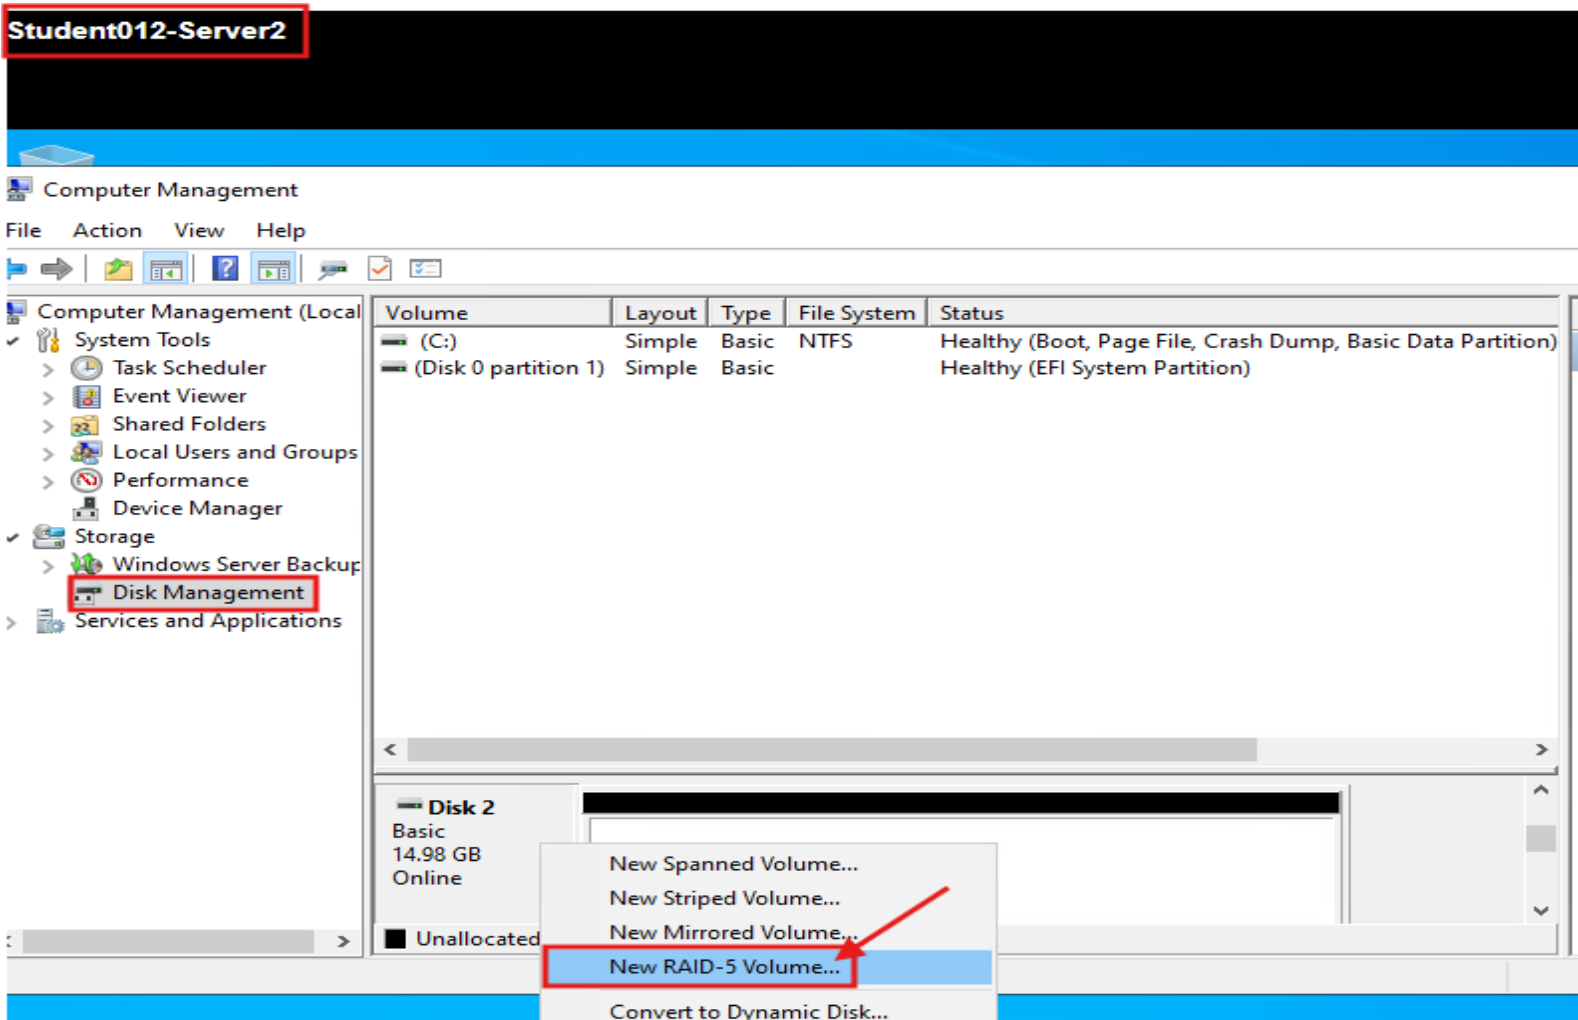 Student012-Server2
Computer Management
File Action View Help
Computer Management (Local
System Tools
Task Scheduler
Event Viewer
Shared Folders
Local Users and Groups
Performance
Device Manager
Storage
Windows Server Backup
Disk Management
Services and Applications
Volume Layout Type File System Status
(C:) Simple Basic NTFS Healthy (Boot, Page File, Crash Dump, Basic Data Partition)
(Disk 0 partition 1) Simple Basic Healthy (EFI System Partition)
Disk 2
Basic
14.98 GB
Online
Unallocated
New Spanned Volume...
New Striped Volume...
New Mirrored Volume...
New RAID-5 Volume...
Convert to Dynamic Disk...